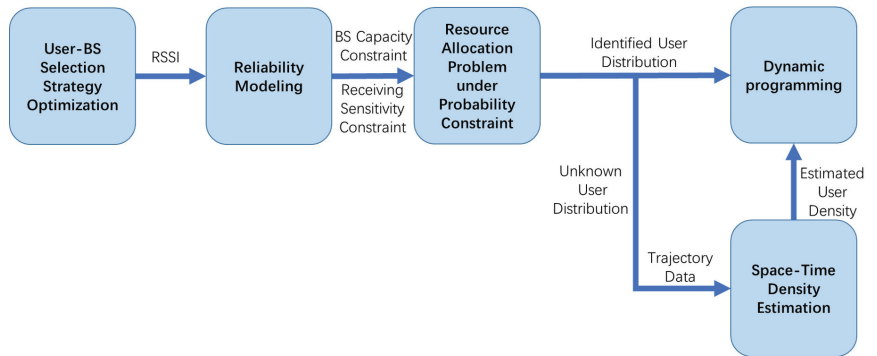 User-BS
Selection
Strategy
Optimization
RSSI
Reliability
Modeling
BS Capacity
Constraint
Receiving
Sensitivity
Constraint
Resource
Allocation
Problem
under
Probability
Constraint
Identified User
Distribution
Dynamic
programming
Unknown
User
Distribution
Trajectory
Data
Estimated
User
Density
Space-Time
Density
Estimation